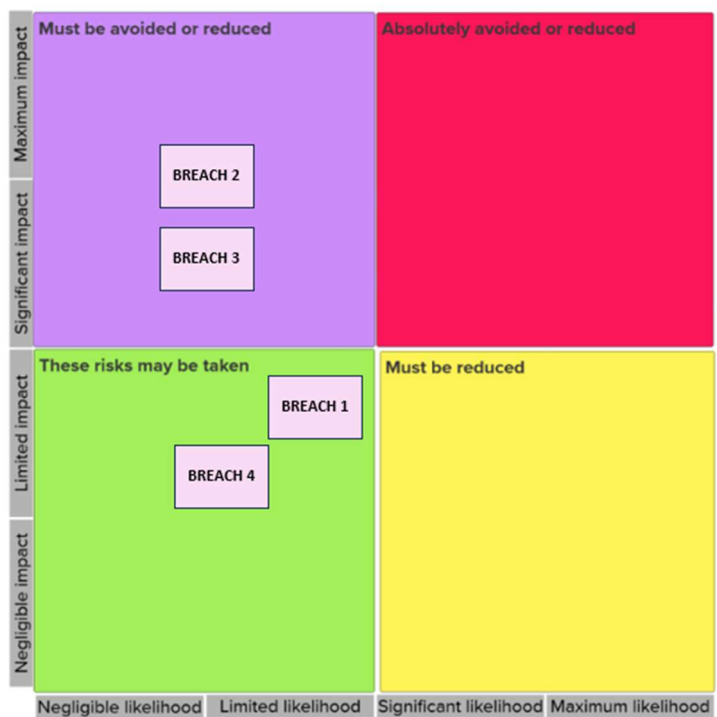 Maximum impact
Must be avoided or reduced
Absolutely avoided or reduced
BREACH 2
Significant impact
BREACH 3
Limited impact
These risks may be taken
Must be reduced
BREACH 1
BREACH 4
Negligible impact
Negligible likelihood
Limited likelihood
Significant likelihood
Maximum likelihood